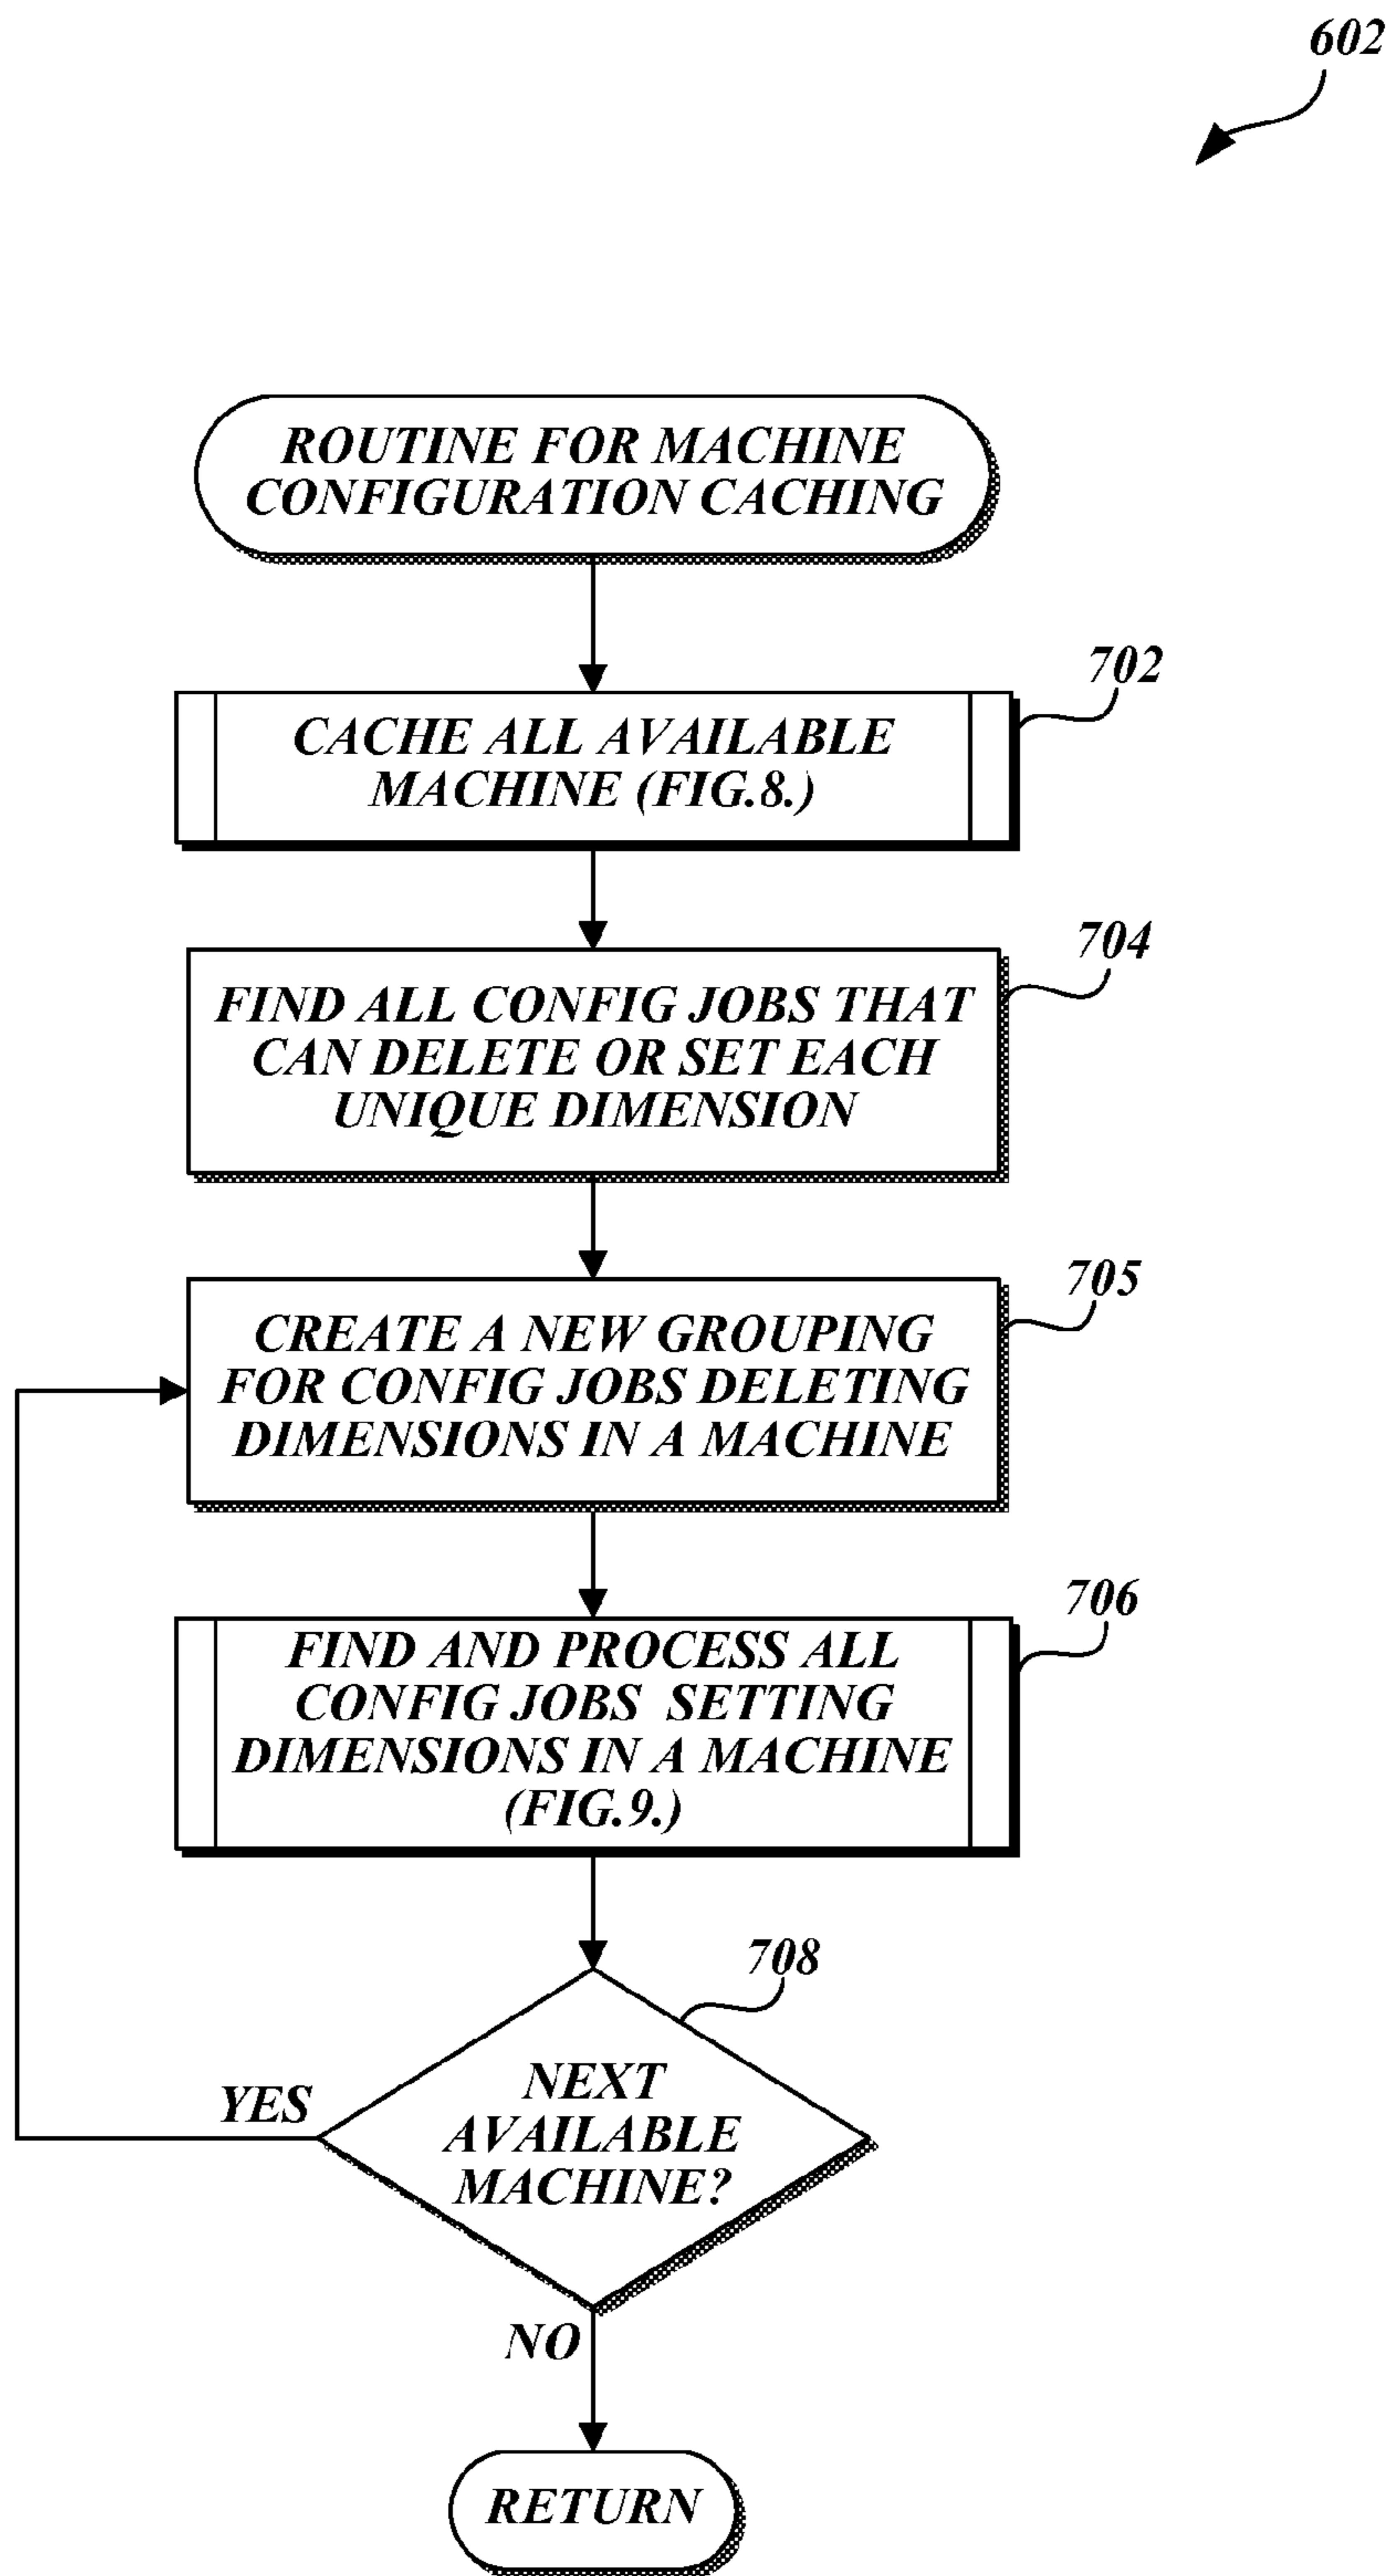 602
ROUTINE FOR MACHINE
CONFIGURATION CACHING
702
CACHE ALL AVAILABLE
MACHINE (FIG.8.)
704
FIND ALL CONFIG JOBS THAT
CAN DELETE OR SET EACH
UNIQUE DIMENSION
705
CREATE A NEW GROUPING
FOR CONFIG JOBS DELETING
DIMENSIONS IN A MACHINE
706
FIND AND PROCESS ALL
CONFIG JOBS SETTING
DIMENSIONS IN A MACHINE
(FIG.9.)
708
NEXT
AVAILABLE
MACHINE?
YES
NO
RETURN